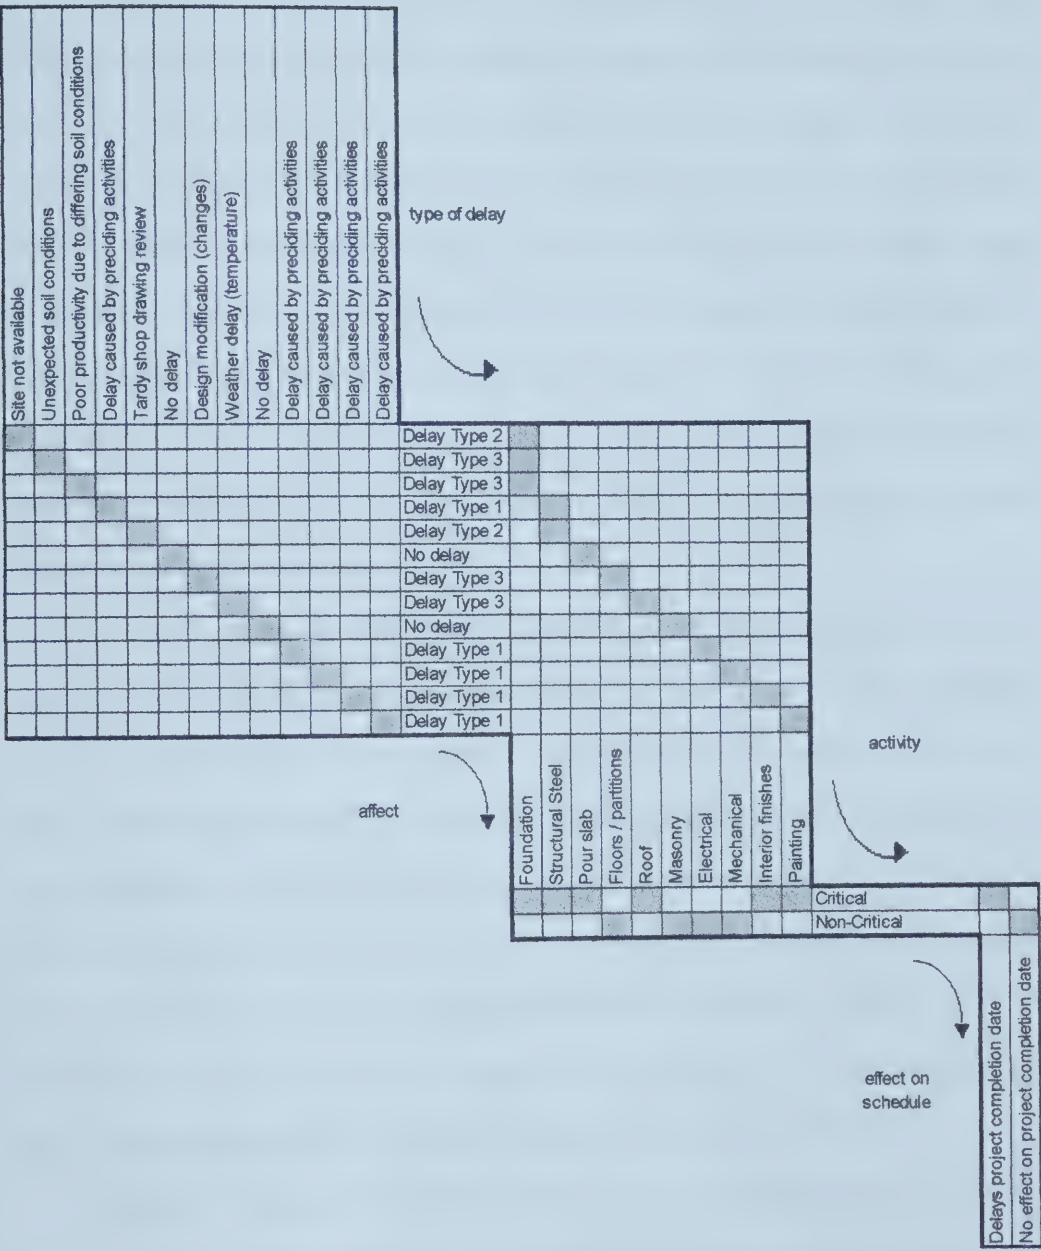 Site not available
Unexpected soil conditions
Poor productivity due to differing soil conditions
Delay caused by preciding activities
Tardy shop drawing review
No delay
Design modification (changes)
Weather delay (temperature)
No delay
Delay caused by preciding activities
Delay caused by preciding activities
Delay caused by preciding activities
Delay caused by preciding activities
type of delay
Delay Type 2
Delay Type 3
Delay Type 3
Delay Type 1
Delay Type 2
No delay
Delay Type 3
Delay Type 3
No delay
Delay Type 1
Delay Type 1
Delay Type 1
Delay Type 1
affect
Foundation
Structural Steel
Pour slab
Floors / partitions
Roof
Masonry
Electrical
Mechanical
Interior finishes
Painting
activity
Critical
Non-Critical
effect on
schedule
Delays project completion date
No effect on project completion date